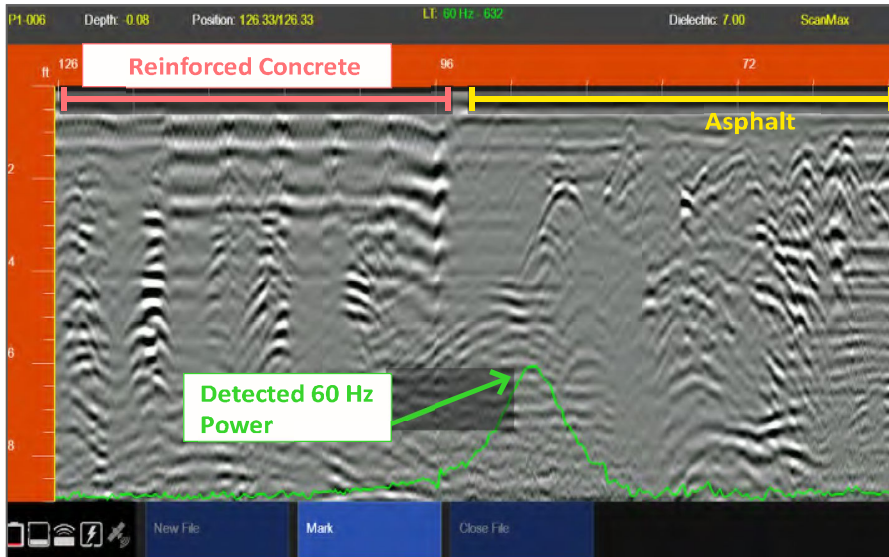 P1-006 Depth: -0.08 Position: 126.33/126.33 LT: 60 Hz - 632 Dielectric: 7.00 ScanMax
ft 126 96 72
Reinforced Concrete
Asphalt
2
4
6
Detected 60 Hz
Power
8
New File Mark Close File